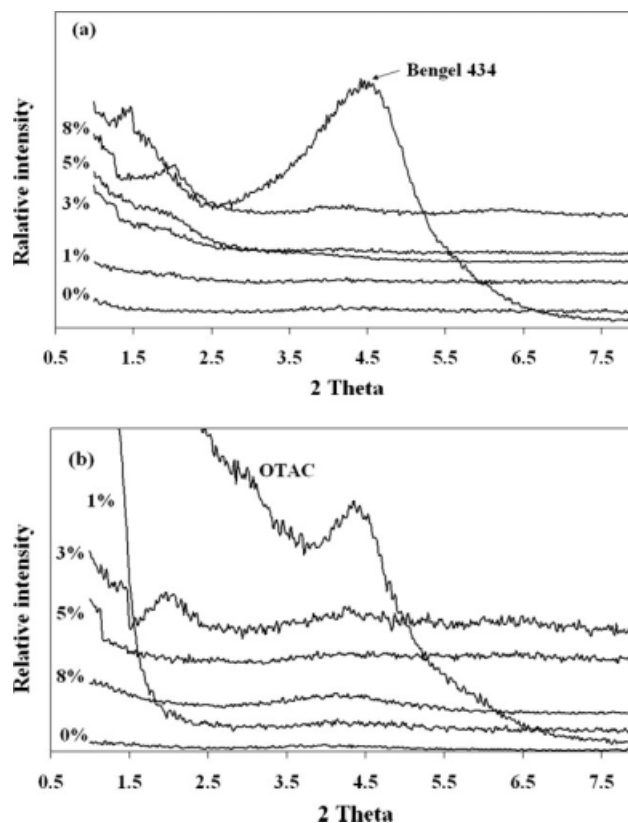 (a)
Bengel 434
8%
5%
3%
1%
0%
Ralative intensity
0.5 1.5 2.5 3.5 4.5 5.5 6.5 7.5
2 Theta
(b)
OTAC
1%
3%
5%
8%
0%
Relative intensity
0.5 1.5 2.5 3.5 4.5 5.5 6.5 7.5
2 Theta